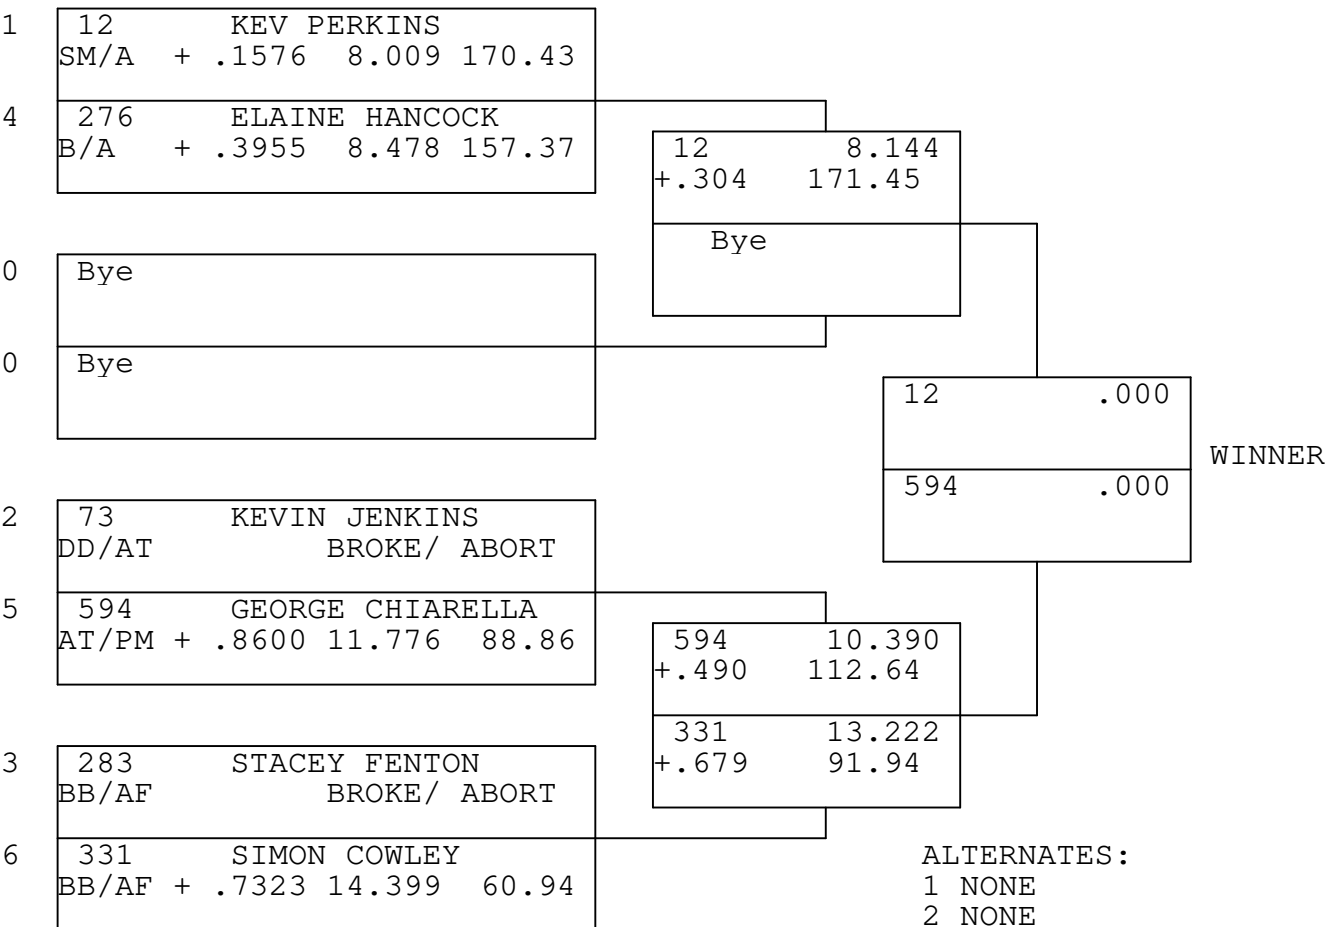 1 12 KEV PERKINS
SM/A + .1576 8.009 170.43
4 276 ELAINE HANCOCK
B/A + .3955 8.478 157.37
12 8.144
+.304 171.45
Bye
0 Bye
0 Bye
12 .000
WINNER
594 .000
2 73 KEVIN JENKINS
DD/AT BROKE/ ABORT
5 594 GEORGE CHIARELLA
AT/PM + .8600 11.776 88.86
594 10.390
+.490 112.64
331 13.222
+.679 91.94
3 283 STACEY FENTON
BB/AF BROKE/ ABORT
6 331 SIMON COWLEY
BB/AF + .7323 14.399 60.94
ALTERNATES:
1 NONE
2 NONE